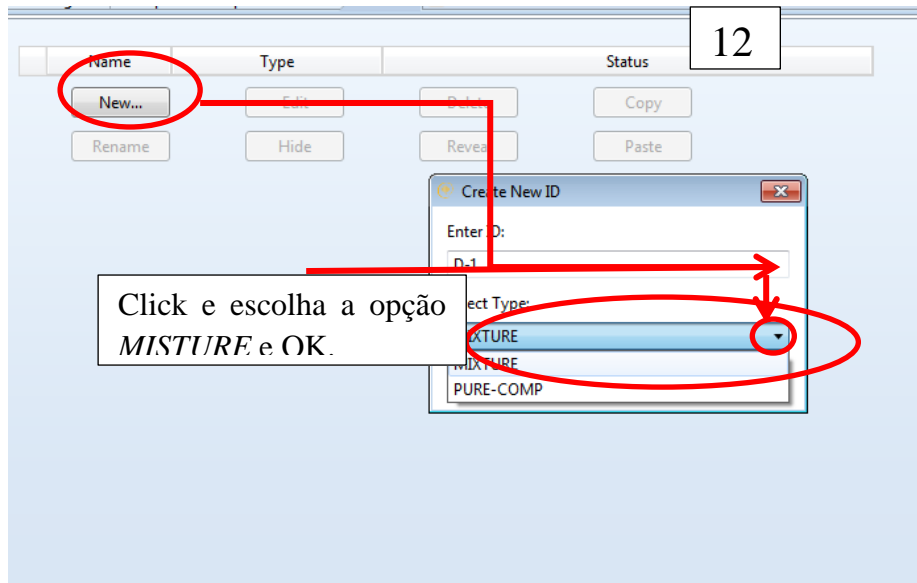 12
Name Type Status
New... Edit Delete Copy
Rename Hide Reveal Paste
Create New ID
Enter ID:
D-1
Click e escolha a opção
MISTURE e OK.
ect Type:
MIXTURE
MIXTURE
PURE-COMP